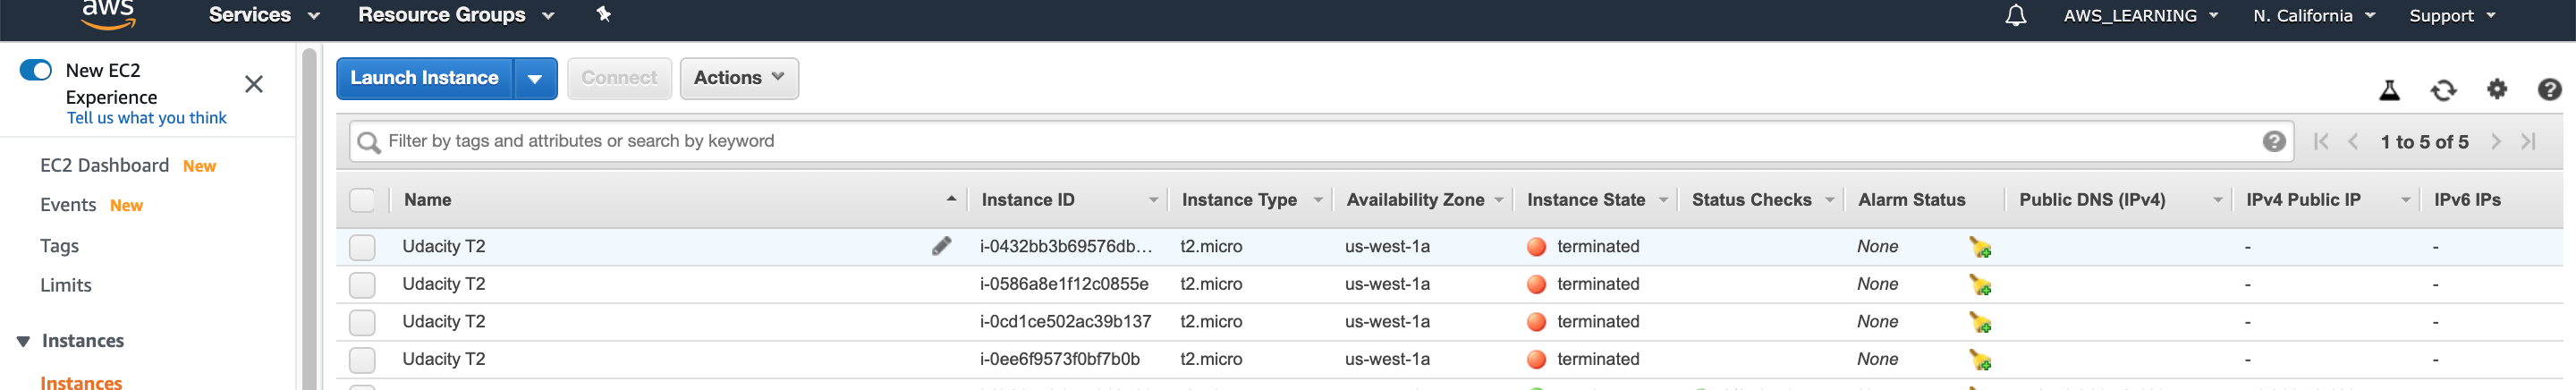 aws Services Resource Groups AWS_LEARNING N. California Support
New EC2
Experience
Tell us what you think
EC2 Dashboard New
Events New
Tags
Limits
Instances
Instances
Launch Instance Connect Actions
Filter by tags and attributes or search by keyword 1 to 5 of 5
Name Instance ID Instance Type Availability Zone Instance State Status Checks Alarm Status Public DNS (IPv4) IPv4 Public IP IPv6 IPs
Udacity T2 i-0432bb3b69576db... t2.micro us-west-1a terminated None - -
Udacity T2 i-0586a8e1f12c0855e t2.micro us-west-1a terminated None - -
Udacity T2 i-0cd1ce502ac39b137 t2.micro us-west-1a terminated None - -
Udacity T2 i-0ee6f9573f0bf7b0b t2.micro us-west-1a terminated None - -